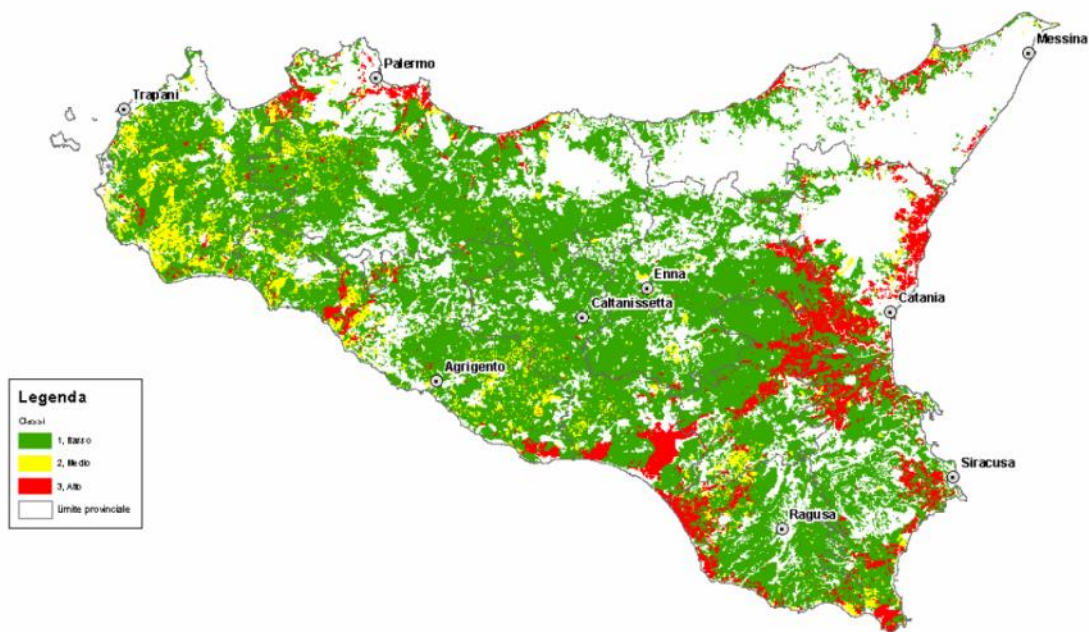 Messina
Palermo
Trapani
Enna
Catania
Caltanissetta
Agrigento
Legenda
Classi
1, Basso
2, Medio
3, Alto
Limite provinciale
Siracusa
Ragusa